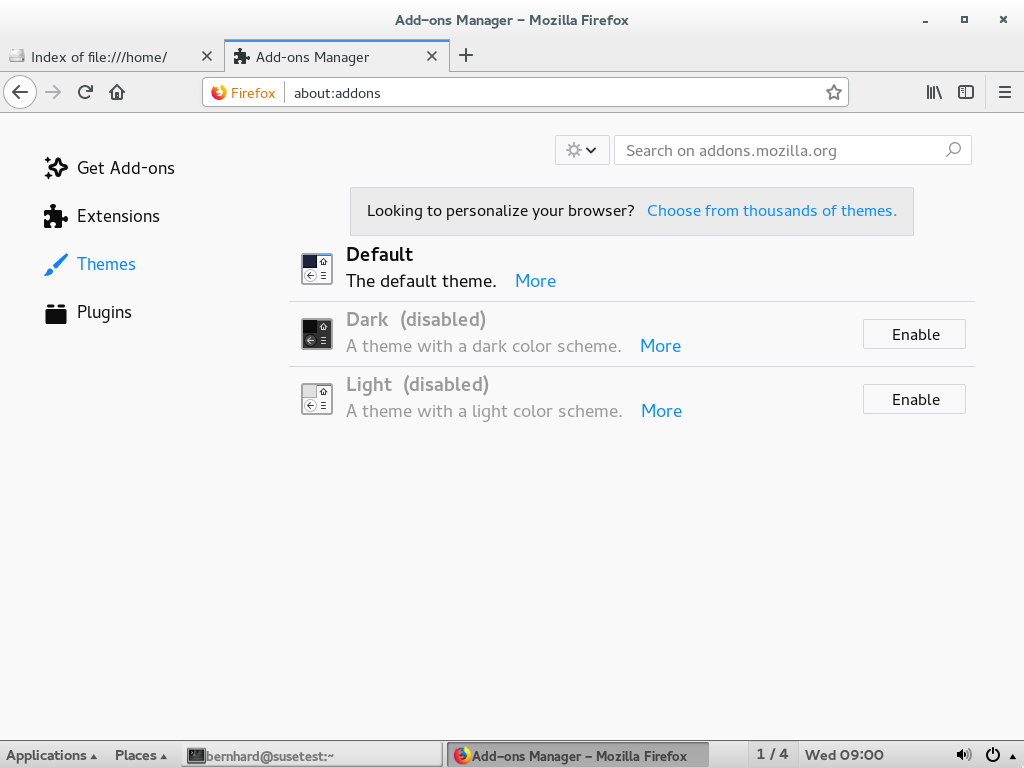 Add-ons Manager - Mozilla Firefox
Index of file:///home/
Add-ons Manager
Firefox
about:addons
Get Add-ons
Extensions
Themes
Plugins
Search on addons.mozilla.org
Looking to personalize your browser? Choose from thousands of themes.
Default
The default theme. More
Dark (disabled)
A theme with a dark color scheme. More
Enable
Light (disabled)
A theme with a light color scheme. More
Enable
Applications Places bernhard@susetest:~ Add-ons Manager - Mozilla Firefox 1 / 4 Wed 09:00